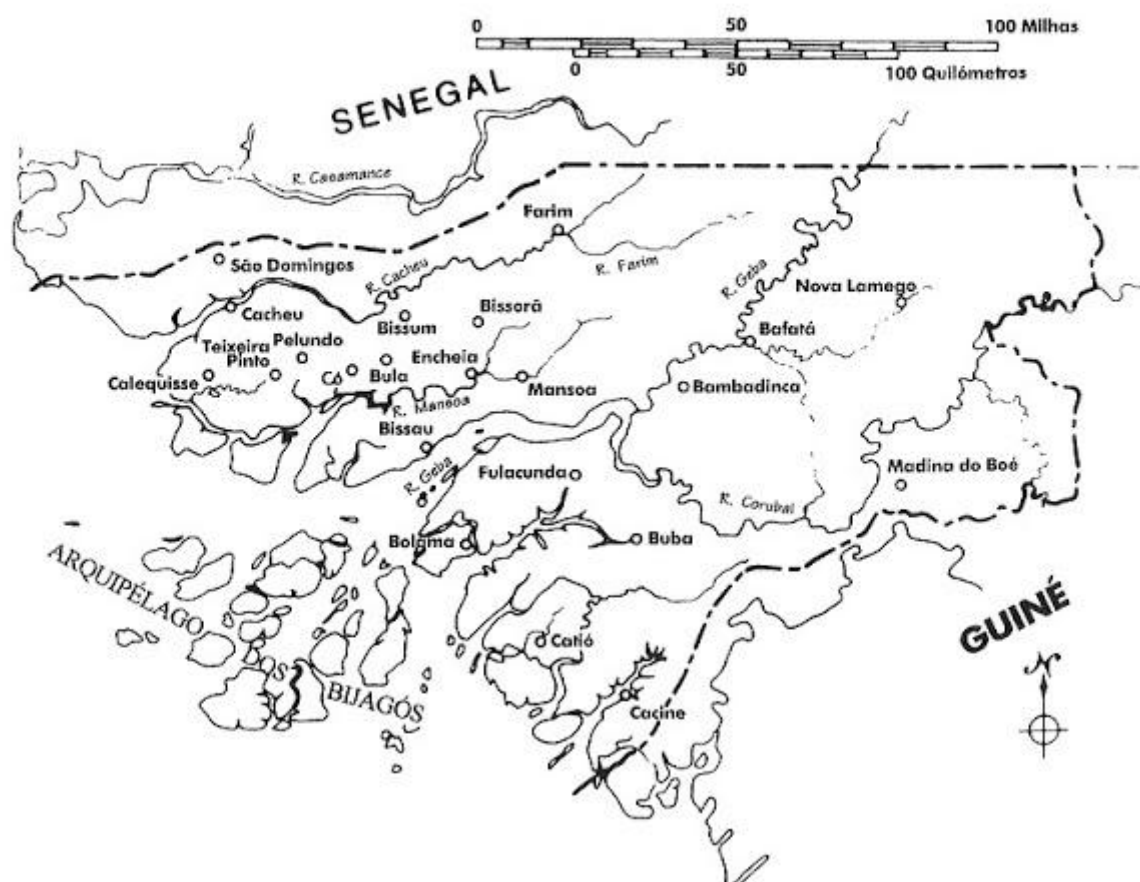 0 50 100 Milhas
0 50 100 Quilómetros
SENEGAL
R. Casamance
Farim
São Domingos
R. Cacheu
R. Farim
R. Geba
Nova Lamego
Cacheu
Bissum
Bissorã
Bafatá
Teixeira
Pinto
Pelundo
Encheia
Calequisse
Có
Bula
Mansoa
Bambadinca
R. Mansoa
Bissau
R. Geba
Fulacunda
Madina do Boé
R. Corubal
Bolama
Buba
ARQUIPÉLAGO
DOS
BIJAGÓS
GUINÉ
Catió
N
Cacine